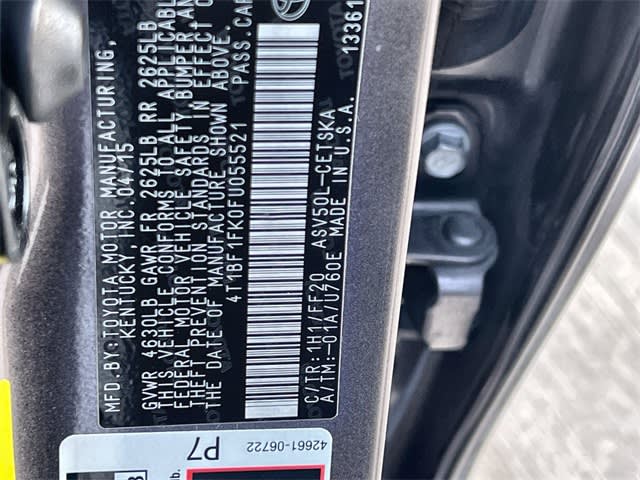 MFD.BY:TOYOTA MOTOR MANUFACTURING,
KENTUCKY, INC.04/15
GVWR 4630LB GAWR FR 2625LB RR 2625LB
THIS VEHICLE CONFORMS TO ALL APPLICABLE
FEDERAL MOTOR VEHICLE SAFETY, BUMPER, AN
THEFT PREVENTION STANDARDS IN EFFECT O
THE DATE OF MANUFACTURE SHOWN ABOVE.
4T1BF1FK0FU055521 PASS.CAR
C/TR:1H1/FF20 ASV50L-CETSKA 13361
A/TM:-01A/U760E MADE IN U.S.A.
P7
42661-06722
lb.